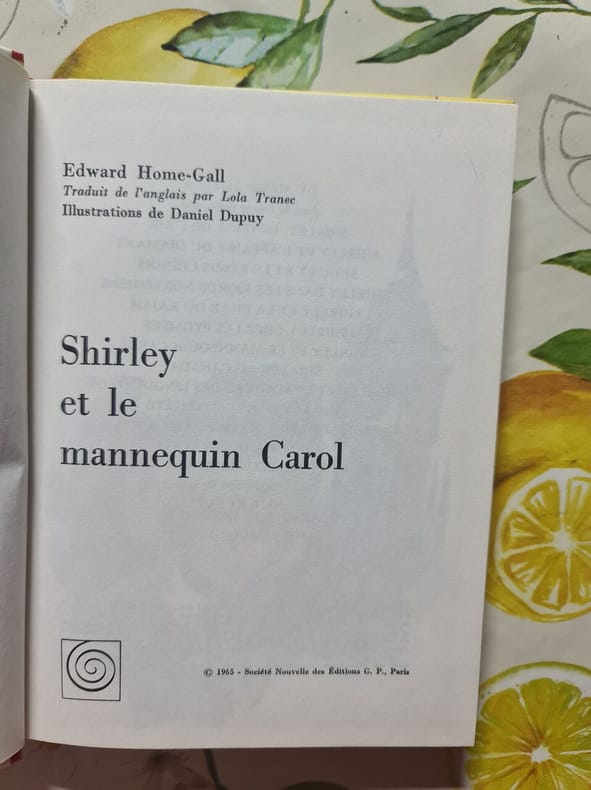 Edward Home-Gall
Traduit de l'anglais par Lola Tranec
Illustrations de Daniel Dupuy
Shirley
et le
mannequin Carol
© 1965 - Société Nouvelle des Éditions G. P., Paris